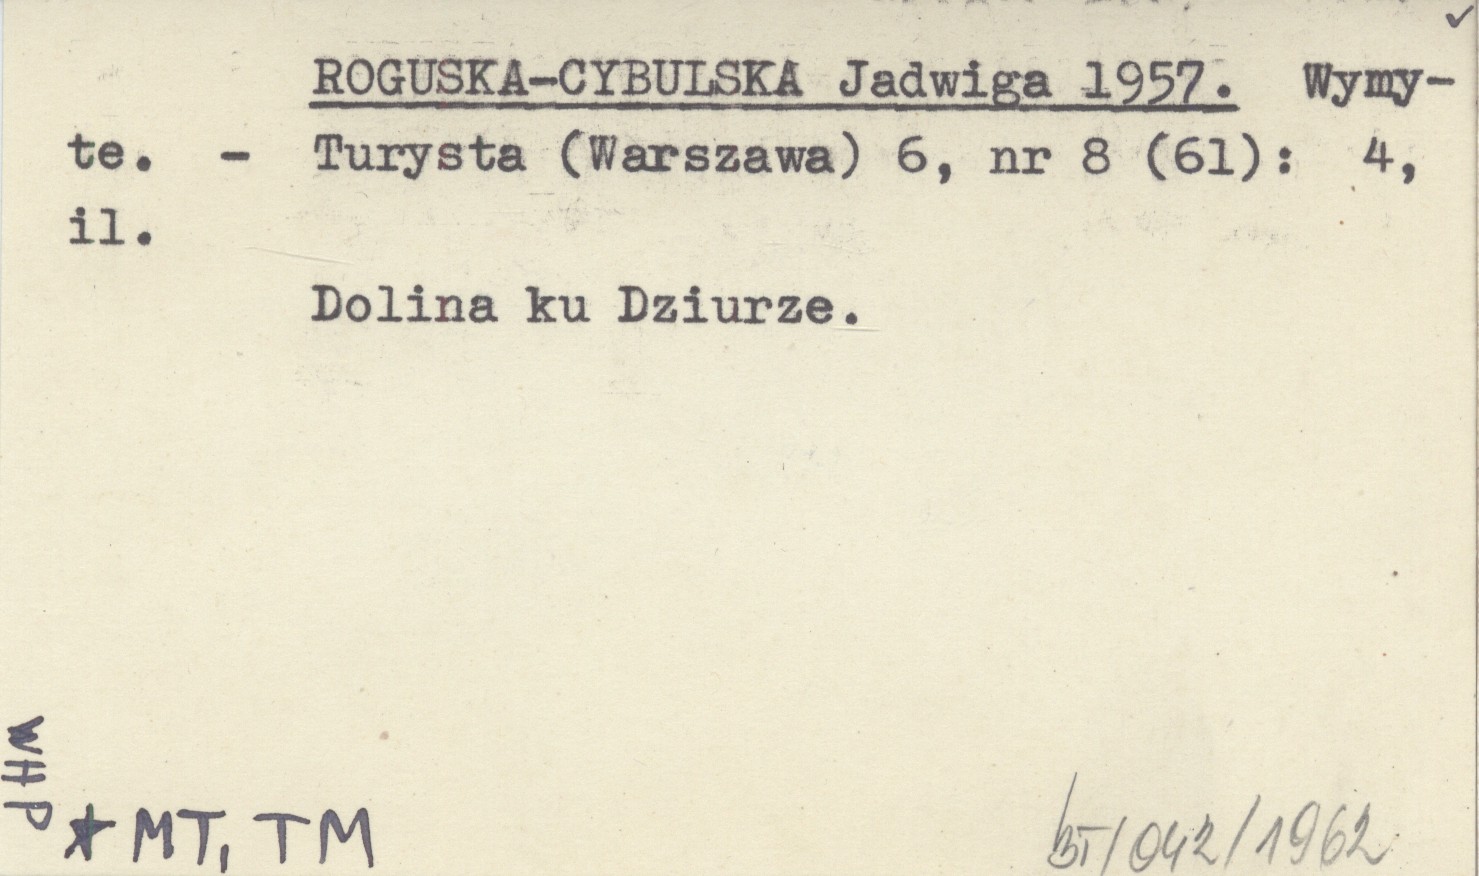 ROGUSKA-CYBULSKA Jadwiga 1957. Wymy-
te. - Turysta (Warszawa) 6, nr 8 (61): 4,
il.
Dolina ku Dziurze.
WHP
* MT, TM
BT/042/1962